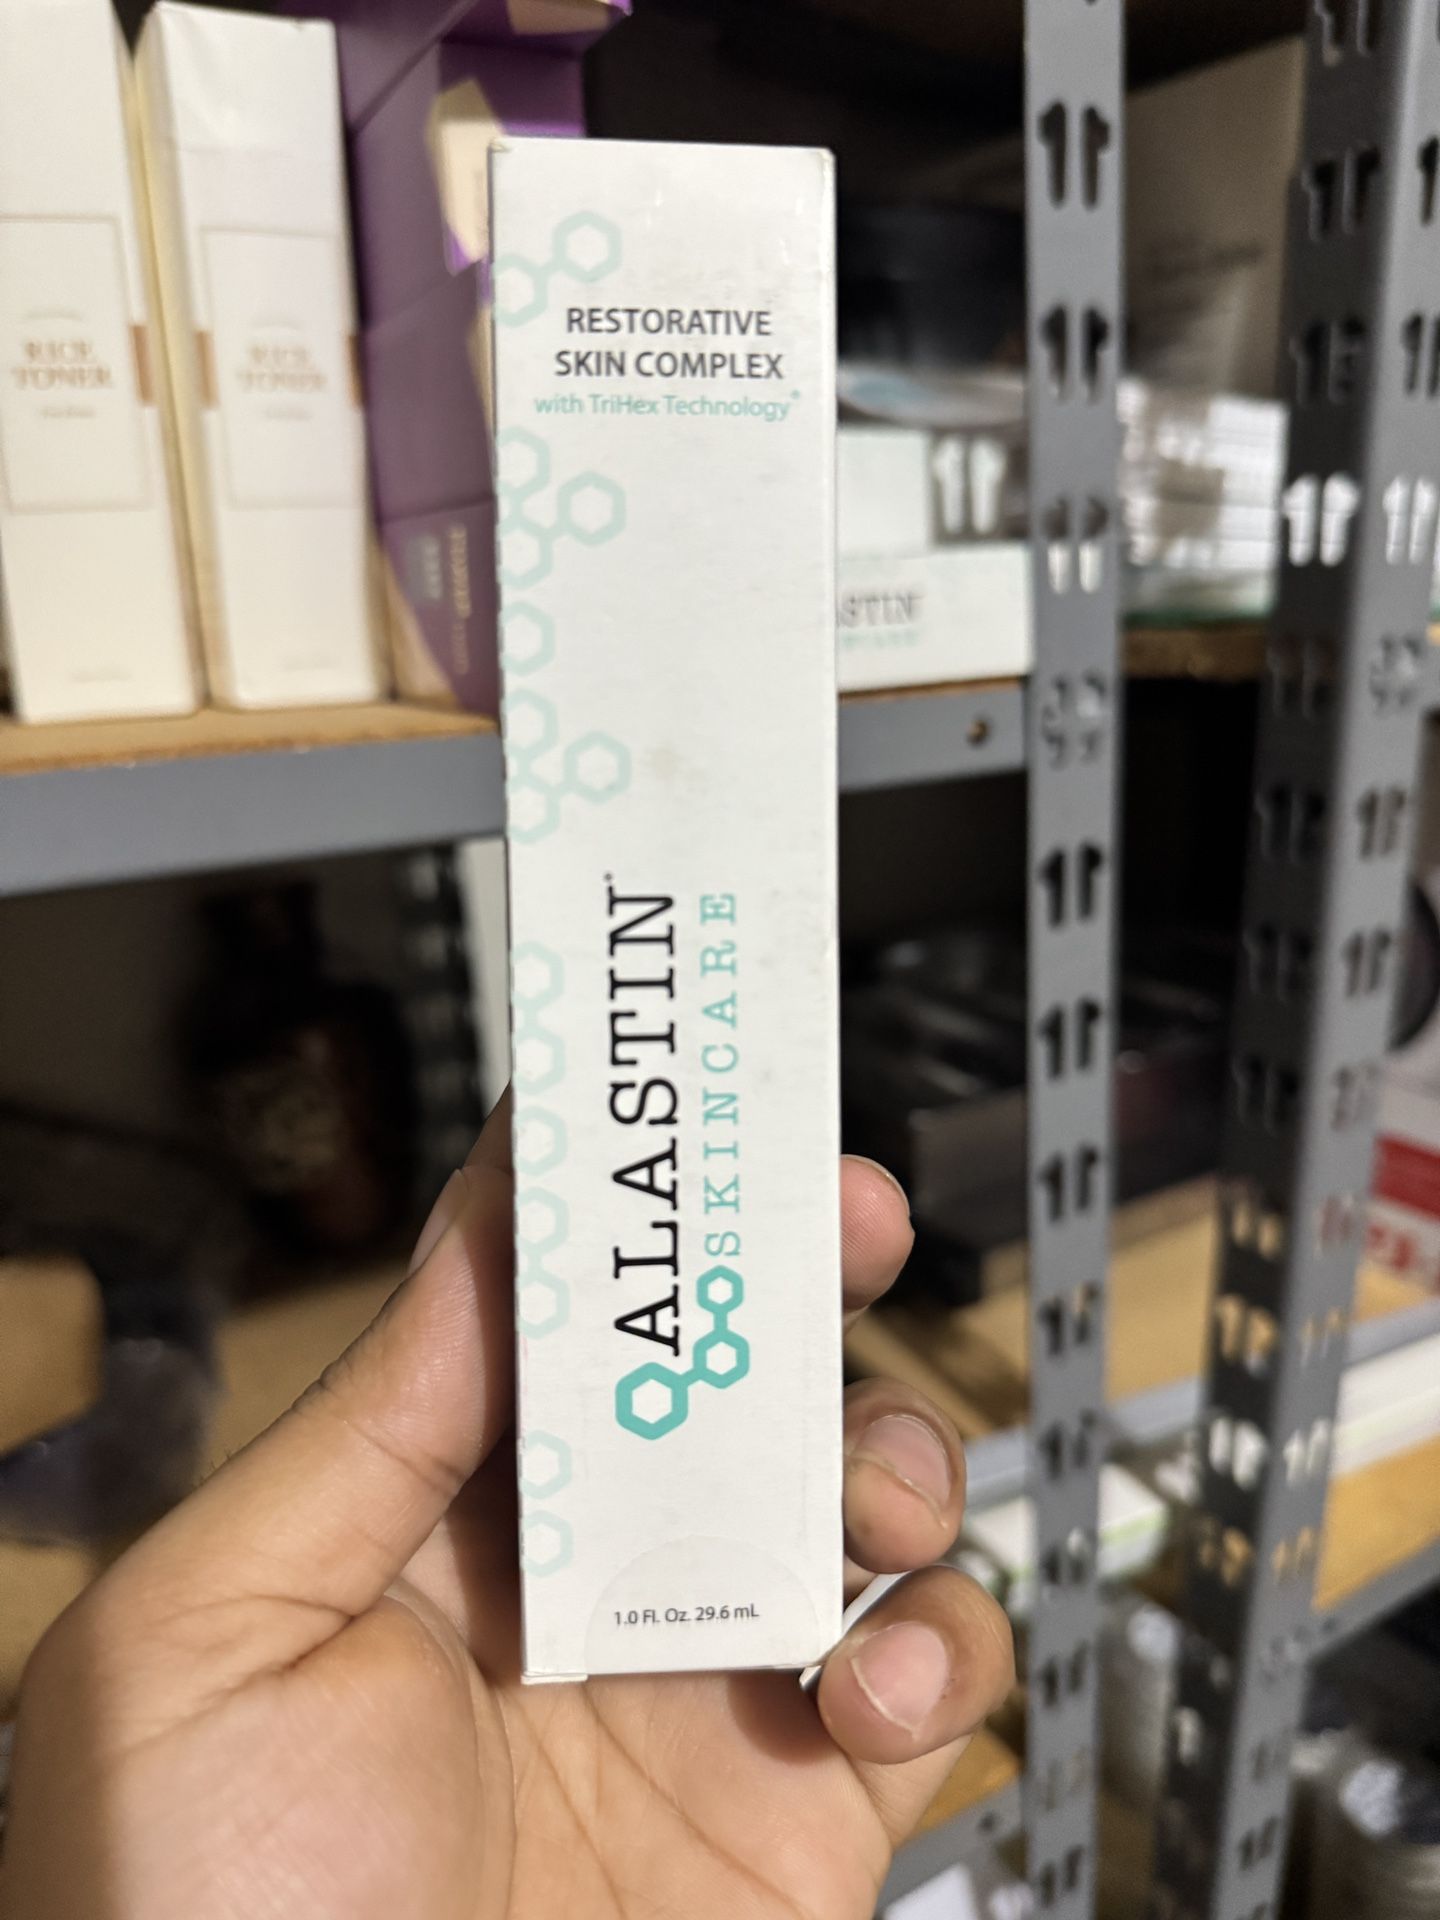 RESTORATIVE
SKIN COMPLEX
with TriHex Technology®
ALASTIN®
SKINCARE
1.0 Fl. Oz. 29.6 mL
RICE
TONER
RICE
TONER
ASTIN